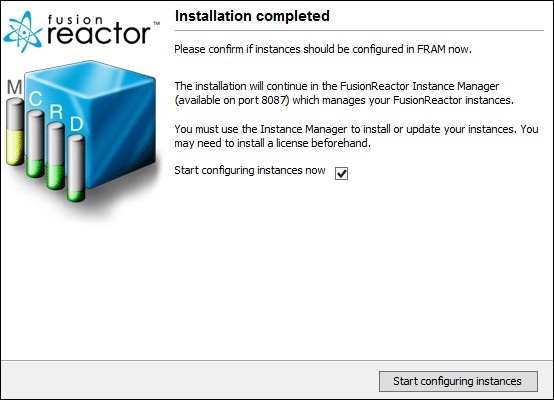 fusion
reactor™
M
C
R
D
Installation completed
Please confirm if instances should be configured in FRAM now.
The installation will continue in the FusionReactor Instance Manager
(available on port 8087) which manages your FusionReactor instances.
You must use the Instance Manager to install or update your instances. You
may need to install a license beforehand.
Start configuring instances now
Start configuring instances